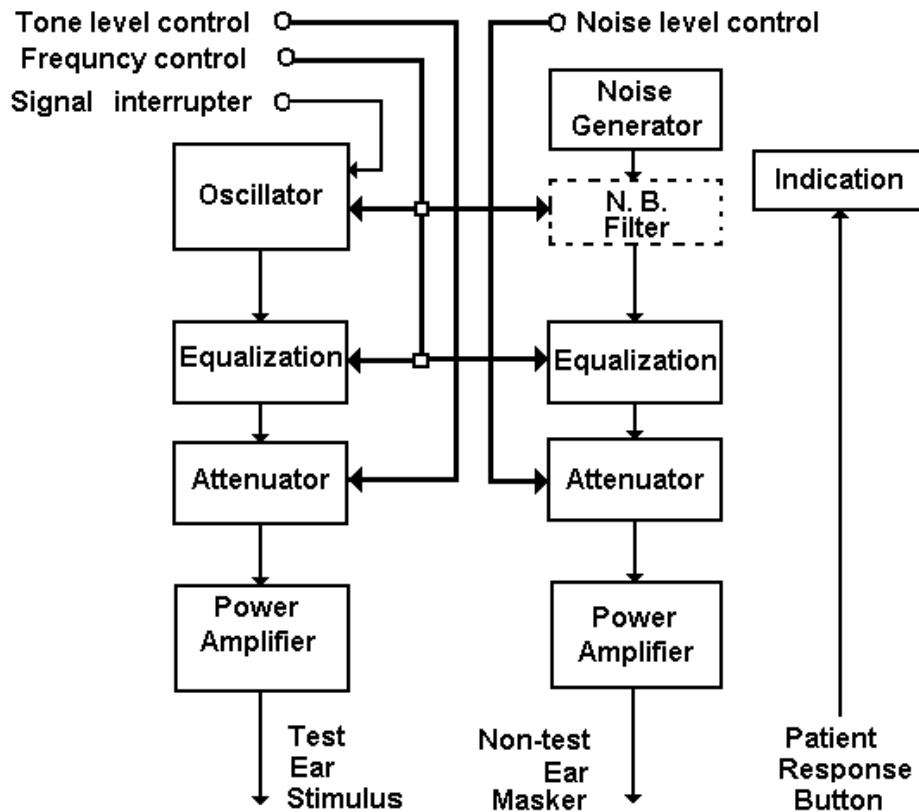 Tone level control
Frequncy control
Signal interrupter
Noise level control
Noise
Generator
Oscillator
N. B.
Filter
Indication
Equalization
Equalization
Attenuator
Attenuator
Power
Amplifier
Power
Amplifier
Test
Ear
Stimulus
Non-test
Ear
Masker
Patient
Response
Button